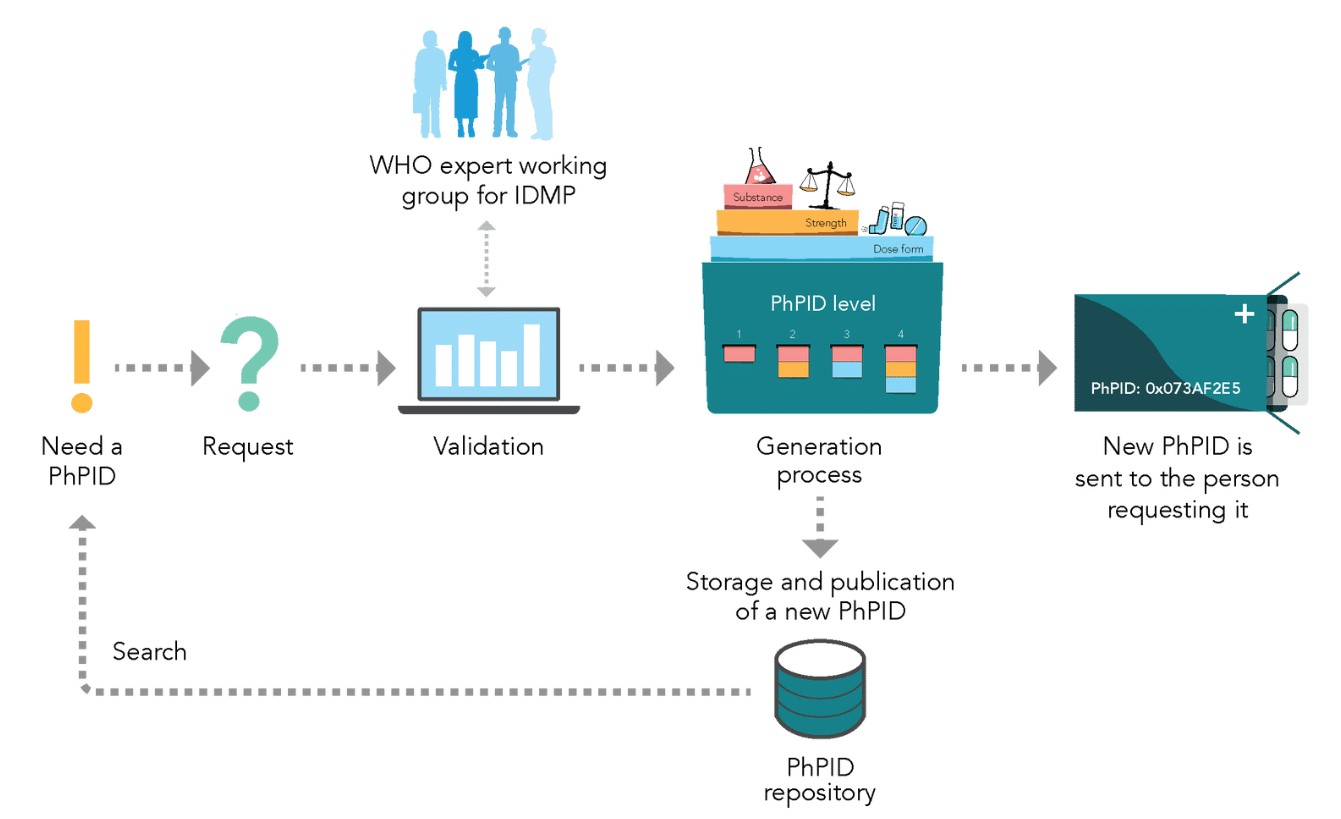 WHO expert working
group for IDMP
Substance
Strength
Dose form
PhPID level
1 2 3 4
PhPID: 0x073AF2E5
Need a
PhPID
Request
Validation
Generation
process
New PhPID is
sent to the person
requesting it
Storage and publication
of a new PhPID
Search
PhPID
repository